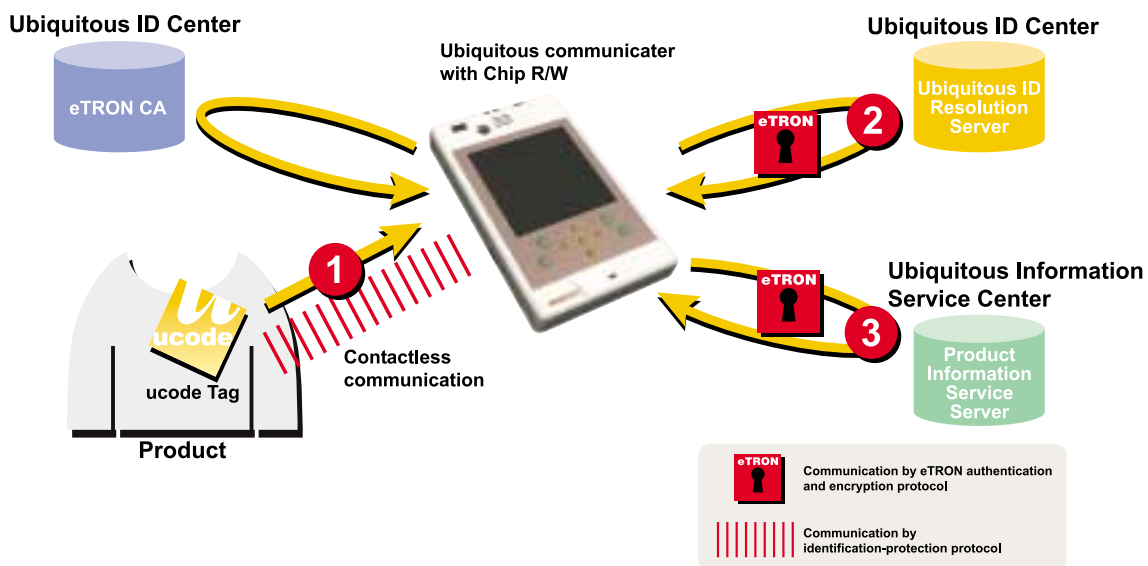 Ubiquitous ID Center
eTRON CA
Ubiquitous communicater
with Chip R/W
Ubiquitous ID Center
Ubiquitous ID
Resolution
Server
eTRON
2
1
u
ucode
ucode Tag
Product
Contactless
communication
eTRON
3
Ubiquitous Information
Service Center
Product
Information
Service
Server
eTRON
Communication by eTRON authentication
and encryption protocol
Communication by
identification-protection protocol